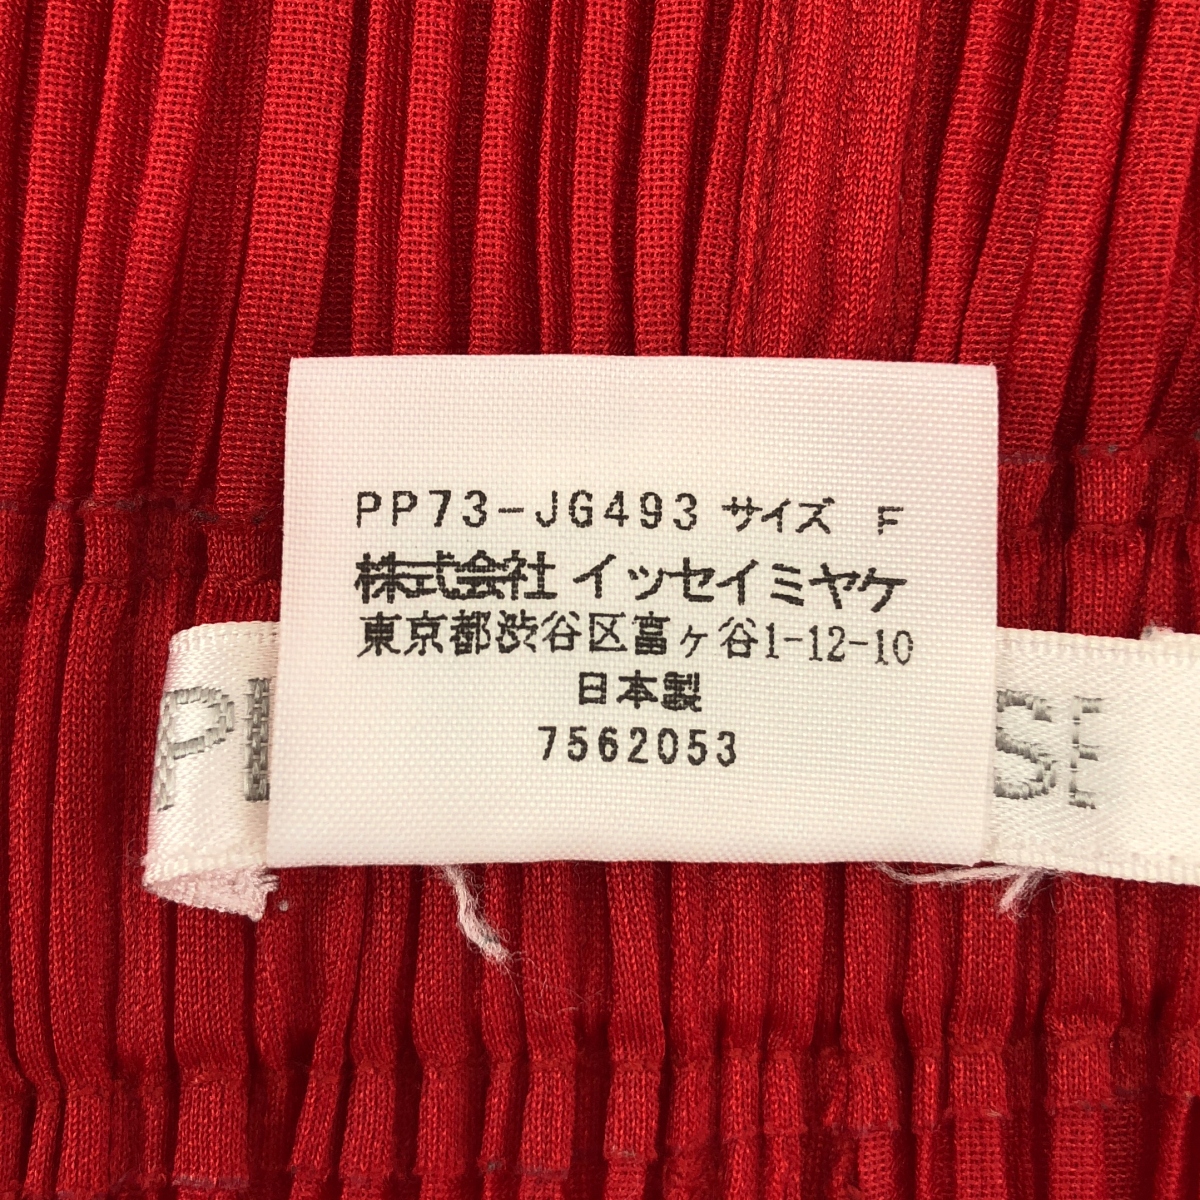 PP73-JG493 サイズ F
株式会社 イッセイミヤケ
東京都渋谷区富ヶ谷1-12-10
日本製
7562053
P SE